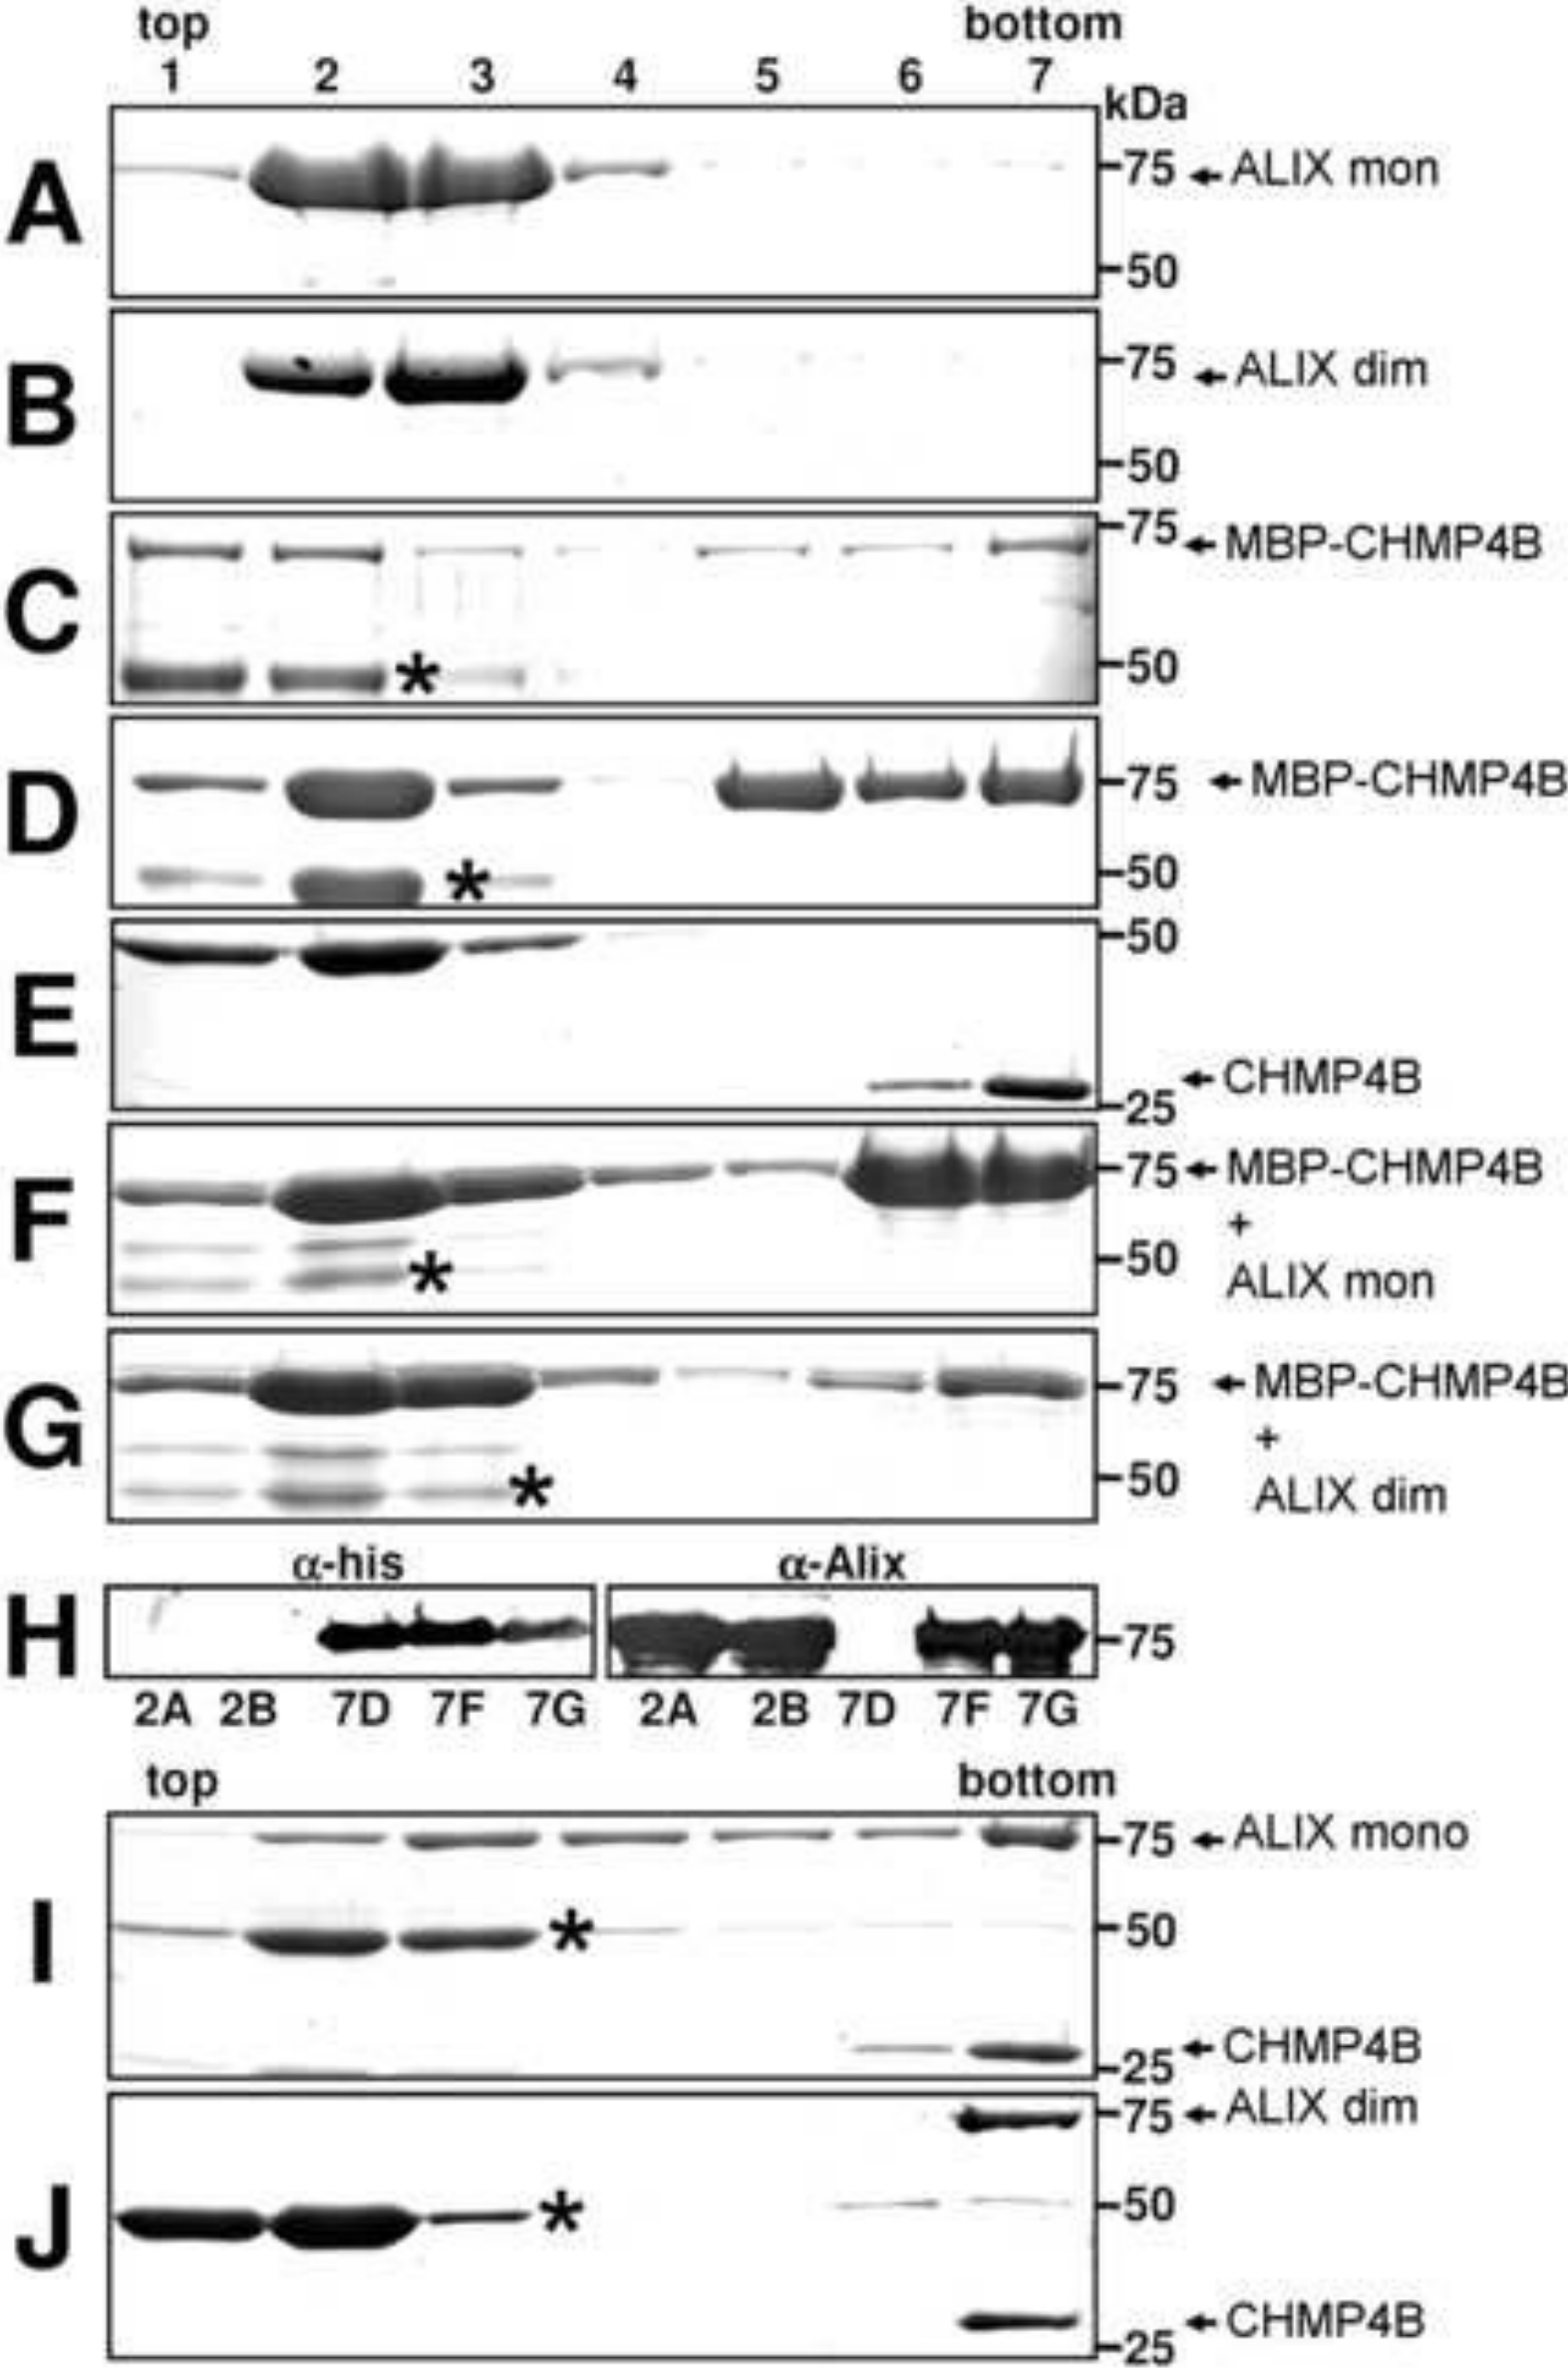 top bottom
1 2 3 4 5 6 7
kDa
A
75 ALIX mon
50
B
75 ALIX dim
50
C
75 MBP-CHMP4B
*
50
D
75 MBP-CHMP4B
*
50
E
50
CHMP4B
25
F
75 MBP-CHMP4B
+
*
50
ALIX mon
G
75 MBP-CHMP4B
+
*
50
ALIX dim
α-his α-Alix
H
75
2A 2B 7D 7F 7G 2A 2B 7D 7F 7G
top bottom
I
75 ALIX mono
*
50
CHMP4B
25
J
75 ALIX dim
*
50
CHMP4B
25